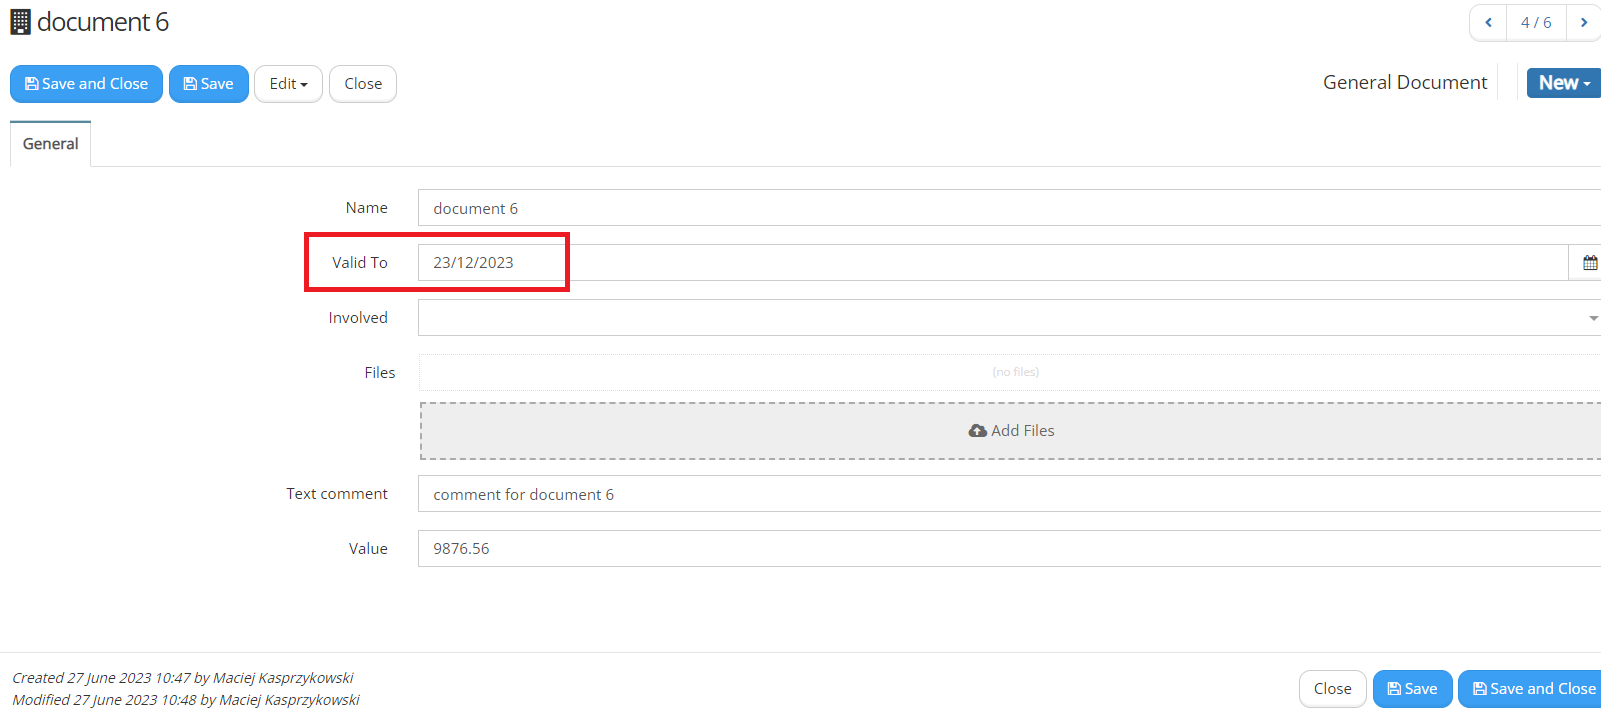 document 6
4 / 6
Save and Close Save Edit Close
General Document New
General
Name document 6
Valid To 23/12/2023
Involved
Files (no files)
Add Files
Text comment comment for document 6
Value 9876.56
Created 27 June 2023 10:47 by Maciej Kasprzykowski
Modified 27 June 2023 10:48 by Maciej Kasprzykowski
Close Save Save and Close